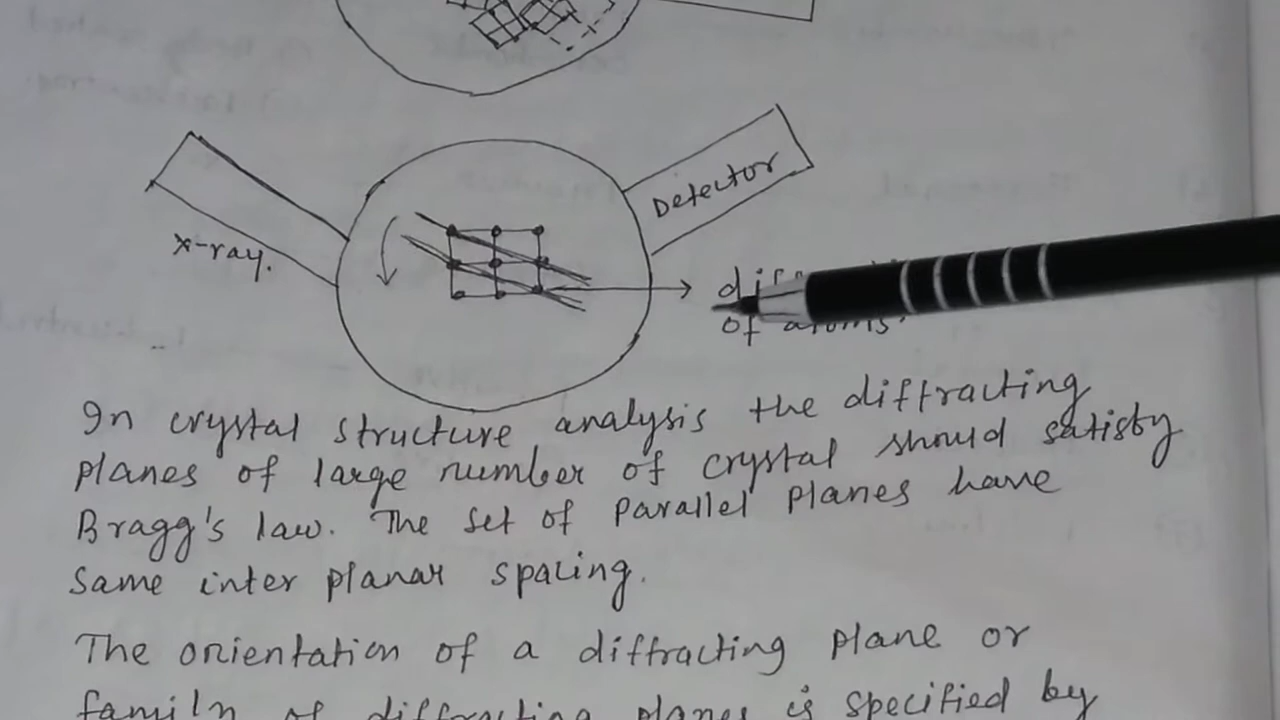 Detector
x-ray.
of atoms.
In crystal structure analysis the diffracting
planes of large number of crystal should satisfy
Bragg's law. The set of parallel planes have
same inter planar spacing.
The orientation of a diffracting plane or
family of diffracting planes is specified by